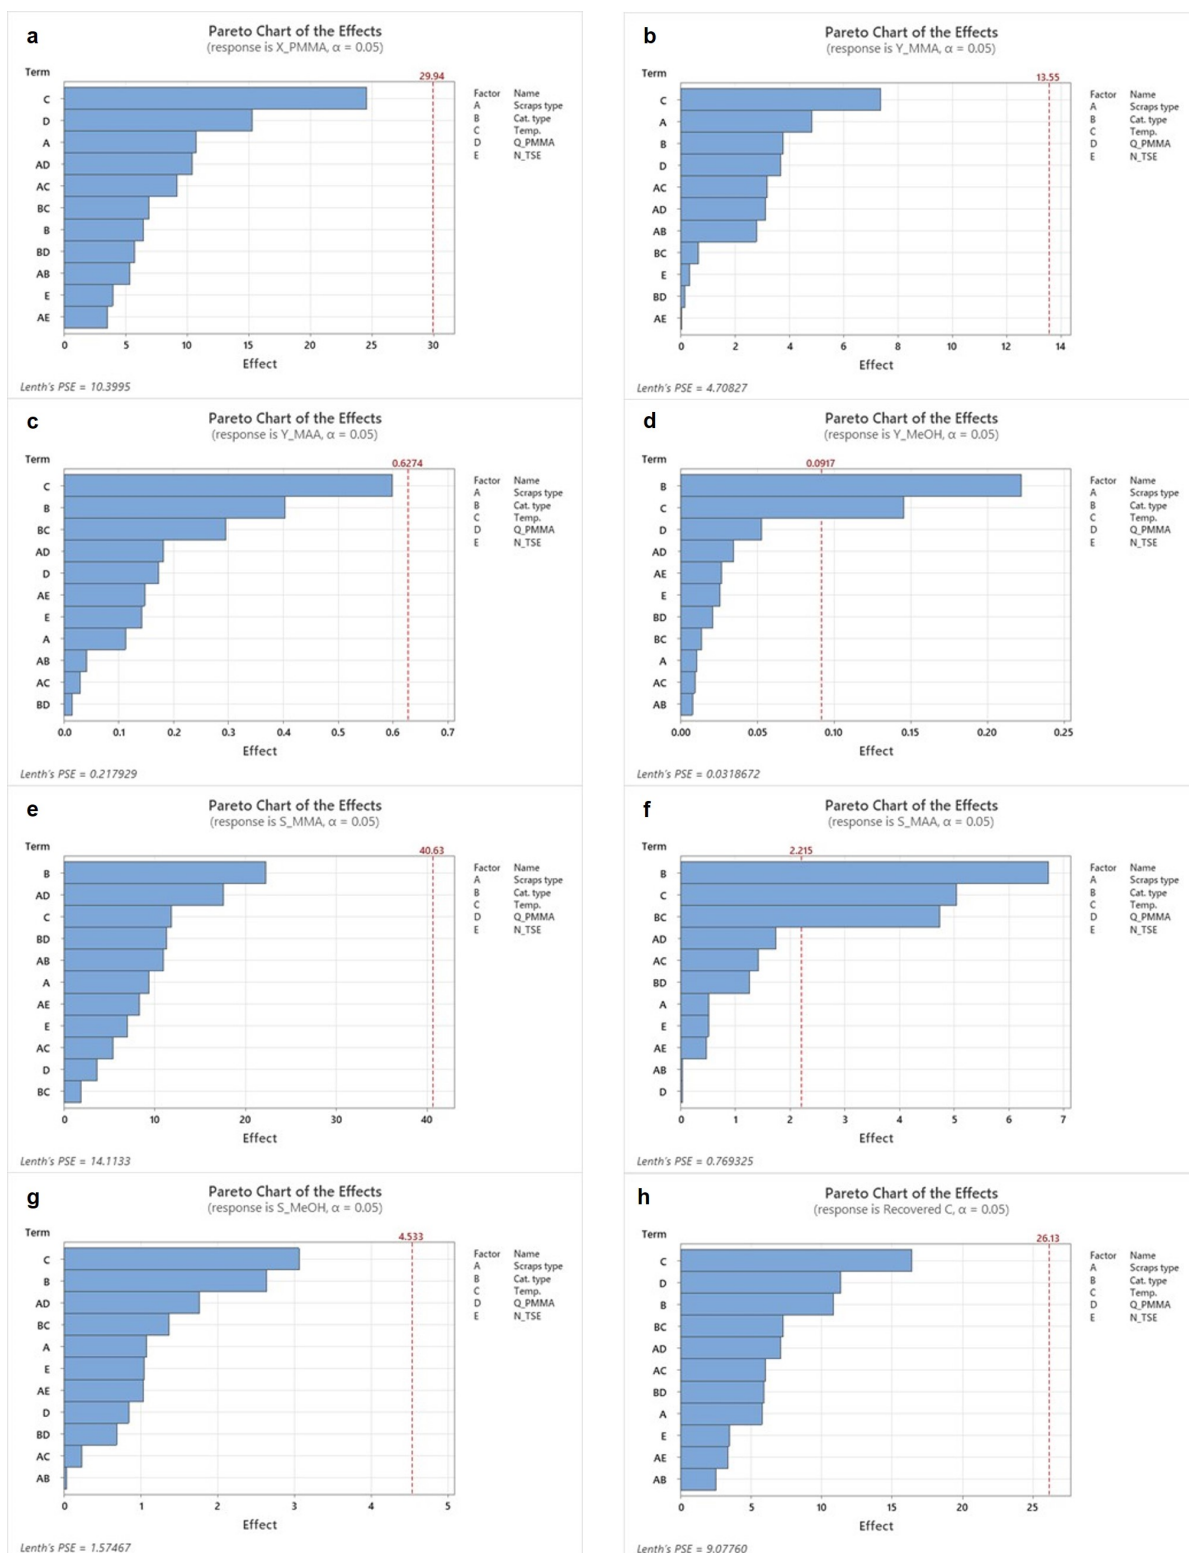 a
Pareto Chart of the Effects
(response is X_PMMA, α = 0.05)
Term
29.94
C
D
A
AD
AC
BC
B
BD
AB
E
AE
0 5 10 15 20 25 30
Effect
Factor Name
A Scraps type
B Cat. type
C Temp.
D Q_PMMA
E N_TSE
Lenth's PSE = 10.3995
b
Pareto Chart of the Effects
(response is Y_MMA, α = 0.05)
Term
13.55
C
A
B
D
AC
AD
AB
BC
E
BD
AE
0 2 4 6 8 10 12 14
Effect
Factor Name
A Scraps type
B Cat. type
C Temp.
D Q_PMMA
E N_TSE
Lenth's PSE = 4.70827
c
Pareto Chart of the Effects
(response is Y_MAA, α = 0.05)
Term
0.6274
C
B
BC
AD
D
AE
E
A
AB
AC
BD
0.0 0.1 0.2 0.3 0.4 0.5 0.6 0.7
Effect
Factor Name
A Scraps type
B Cat. type
C Temp.
D Q_PMMA
E N_TSE
Lenth's PSE = 0.217929
d
Pareto Chart of the Effects
(response is Y_MeOH, α = 0.05)
Term
0.0917
B
C
D
AD
AE
E
BD
BC
A
AC
AB
0.00 0.05 0.10 0.15 0.20 0.25
Effect
Factor Name
A Scraps type
B Cat. type
C Temp.
D Q_PMMA
E N_TSE
Lenth's PSE = 0.0318672
e
Pareto Chart of the Effects
(response is S_MMA, α = 0.05)
Term
40.63
B
AD
C
BD
AB
A
AE
E
AC
D
BC
0 10 20 30 40
Effect
Factor Name
A Scraps type
B Cat. type
C Temp.
D Q_PMMA
E N_TSE
Lenth's PSE = 14.1133
f
Pareto Chart of the Effects
(response is S_MAA, α = 0.05)
Term
2.215
B
C
BC
AD
AC
BD
A
E
AE
AB
D
0 1 2 3 4 5 6 7
Effect
Factor Name
A Scraps type
B Cat. type
C Temp.
D Q_PMMA
E N_TSE
Lenth's PSE = 0.769325
g
Pareto Chart of the Effects
(response is S_MeOH, α = 0.05)
Term
4.533
C
B
AD
BC
A
E
AE
D
BD
AC
AB
0 1 2 3 4 5
Effect
Factor Name
A Scraps type
B Cat. type
C Temp.
D Q_PMMA
E N_TSE
Lenth's PSE = 1.57467
h
Pareto Chart of the Effects
(response is Recovered C, α = 0.05)
Term
26.13
C
D
B
BC
AD
AC
BD
A
E
AE
AB
0 5 10 15 20 25
Effect
Factor Name
A Scraps type
B Cat. type
C Temp.
D Q_PMMA
E N_TSE
Lenth's PSE = 9.07760